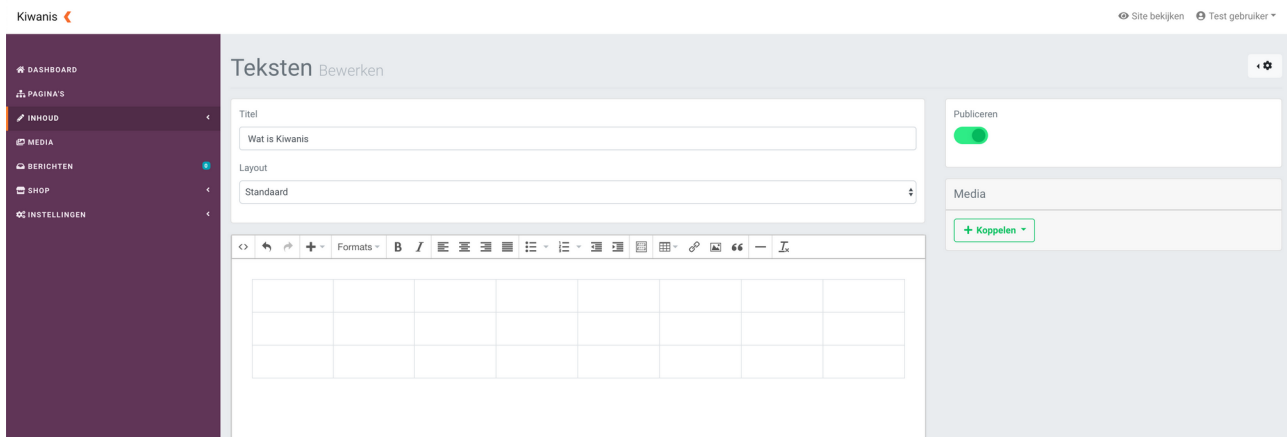 Kiwanis
Site bekijken
Test gebruiker
DASHBOARD
PAGINA'S
INHOUD
MEDIA
BERICHTEN
0
SHOP
INSTELLINGEN
Teksten Bewerken
Titel
Wat is Kiwanis
Layout
Standaard
Formats
B I
Publiceren
Media
+ Koppelen